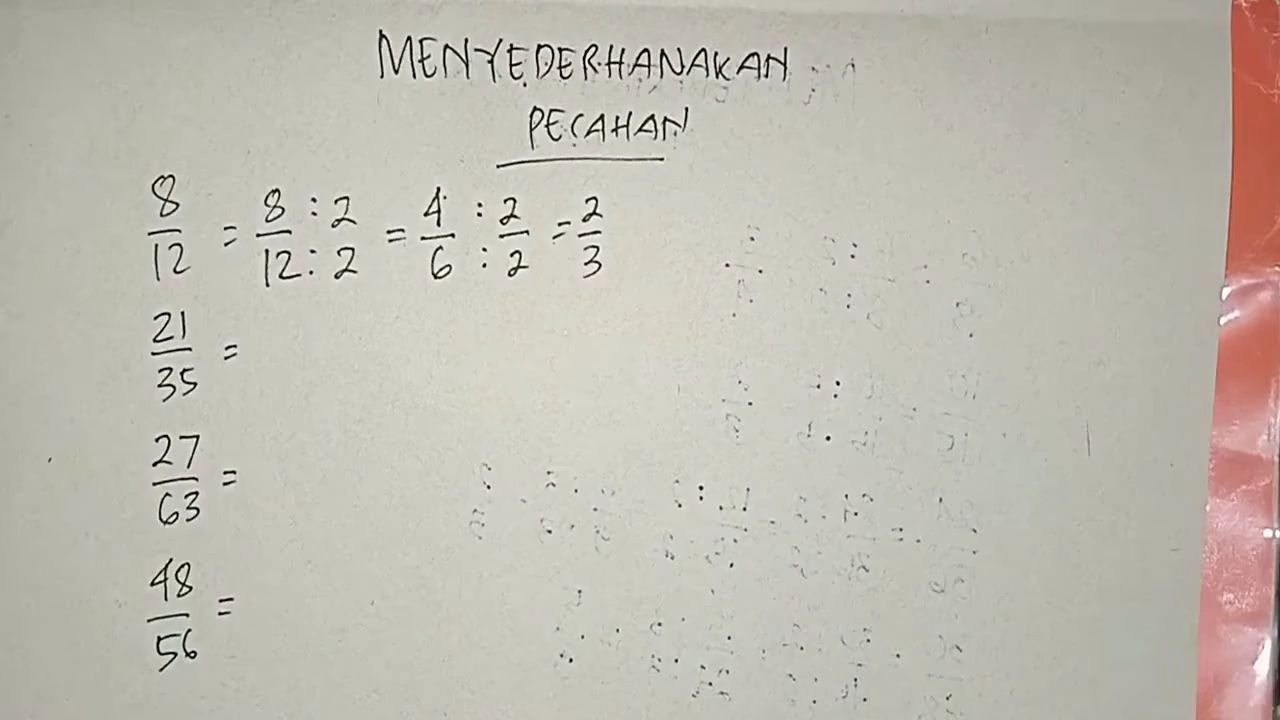 MENYEDERHANAKAN
PECAHAN
8/12 = 8 : 2/12 : 2 = 4 : 2/6 : 2 = 2/3
21/35 =
27/63 =
48/56 =